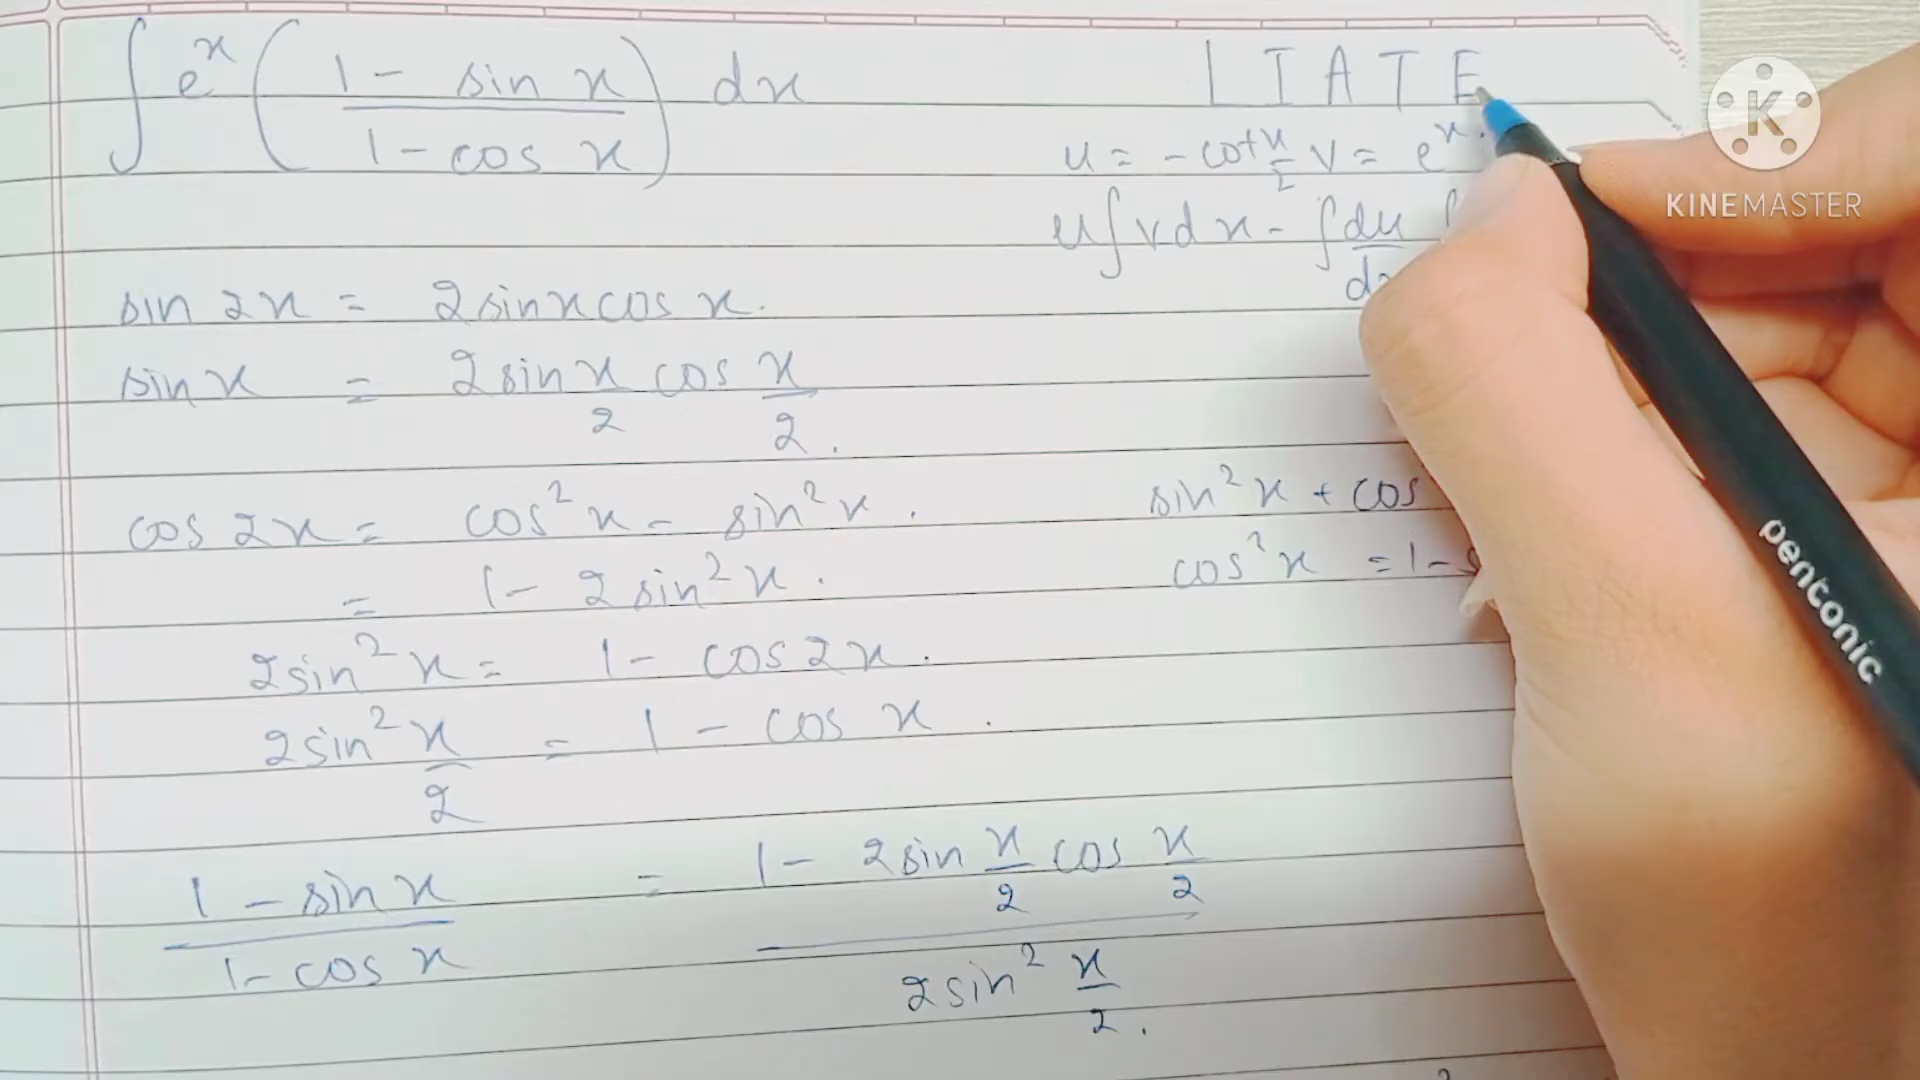 ∫ e^x ( (1 - sin x) / (1 - cos x) ) dx
L I A T E
u = -cot x/2 v = e^x.
u∫vdx - ∫ du/dx
sin 2x = 2 sin x cos x.
sin x = 2 sin x/2 cos x/2.
cos 2x = cos² x - sin² x.
= 1 - 2 sin² x.
2 sin² x = 1 - cos 2x.
2 sin² x/2 = 1 - cos x.
sin² x + cos
cos² x = 1 -
(1 - sin x) / (1 - cos x) = (1 - 2 sin x/2 cos x/2) / (2 sin² x/2).
K
KINEMASTER
pentonic